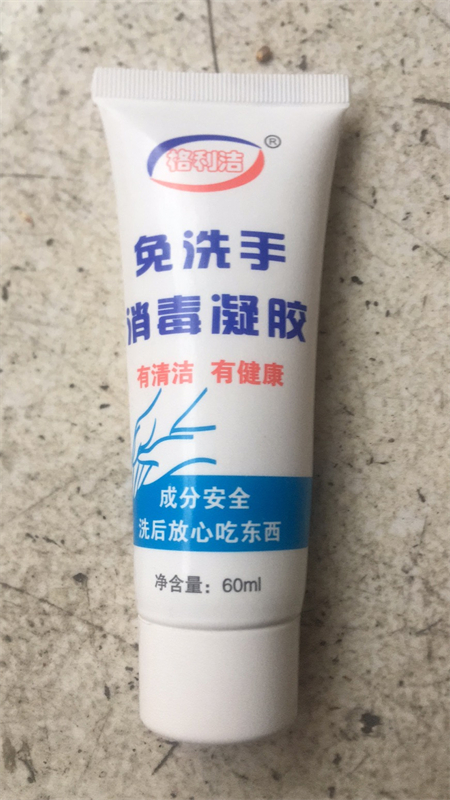 格利洁®
免洗手
消毒凝胶
有清洁 有健康
成分安全
洗后放心吃东西
净含量：60ml